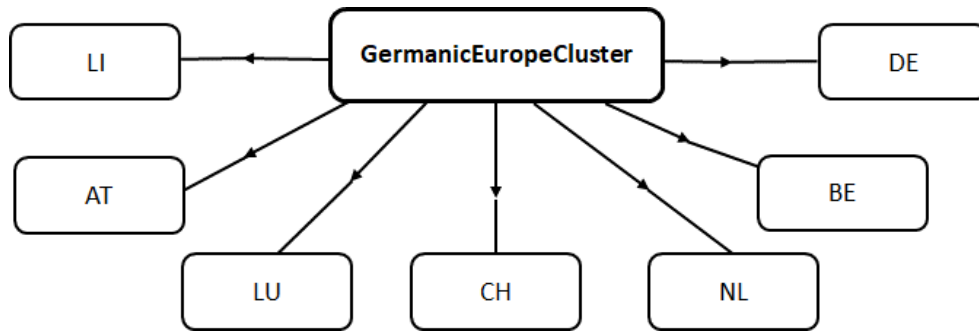 LI
GermanicEuropeCluster
DE
AT
BE
LU
CH
NL